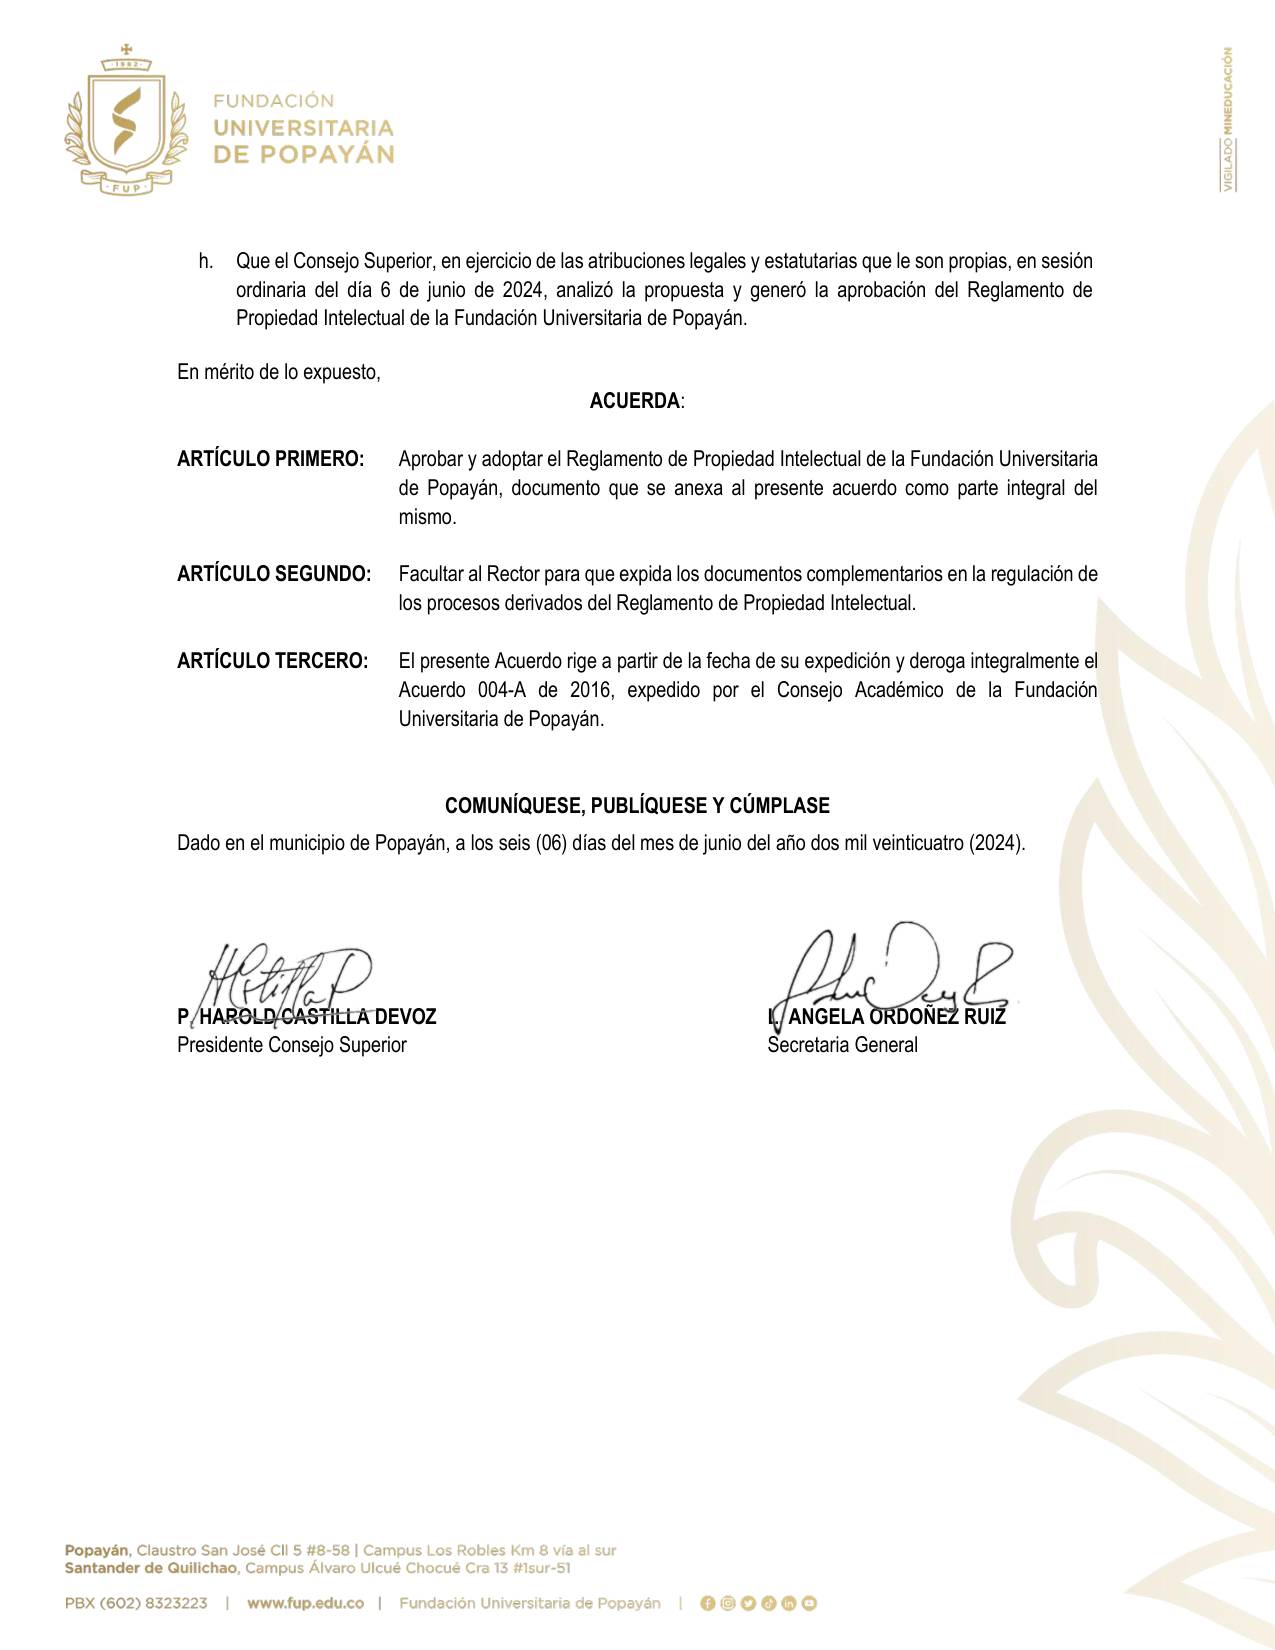 ·1982·
FUP
FUNDACIÓN
UNIVERSITARIA
DE POPAYÁN
VIGILADO MINEDUCACIÓN
h. Que el Consejo Superior, en ejercicio de las atribuciones legales y estatutarias que le son propias, en sesión
ordinaria del día 6 de junio de 2024, analizó la propuesta y generó la aprobación del Reglamento de
Propiedad Intelectual de la Fundación Universitaria de Popayán.
En mérito de lo expuesto,
ACUERDA:
ARTÍCULO PRIMERO: Aprobar y adoptar el Reglamento de Propiedad Intelectual de la Fundación Universitaria
de Popayán, documento que se anexa al presente acuerdo como parte integral del
mismo.
ARTÍCULO SEGUNDO: Facultar al Rector para que expida los documentos complementarios en la regulación de
los procesos derivados del Reglamento de Propiedad Intelectual.
ARTÍCULO TERCERO: El presente Acuerdo rige a partir de la fecha de su expedición y deroga integralmente el
Acuerdo 004-A de 2016, expedido por el Consejo Académico de la Fundación
Universitaria de Popayán.
COMUNÍQUESE, PUBLÍQUESE Y CÚMPLASE
Dado en el municipio de Popayán, a los seis (06) días del mes de junio del año dos mil veinticuatro (2024).
P. HAROLD CASTILLA DEVOZ
Presidente Consejo Superior
L. ANGELA ORDOÑEZ RUIZ
Secretaria General
Popayán, Claustro San José Cll 5 #8-58 | Campus Los Robles Km 8 vía al sur
Santander de Quilichao, Campus Álvaro Ulcué Chocué Cra 13 #1sur-51
PBX (602) 8323223 | www.fup.edu.co | Fundación Universitaria de Popayán |